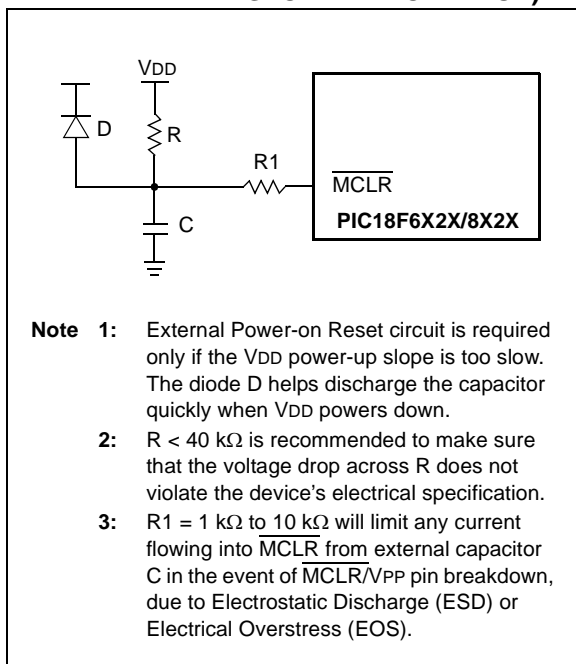 VDD
D
R
R1
MCLR
C
PIC18F6X2X/8X2X
Note 1: External Power-on Reset circuit is required
only if the VDD power-up slope is too slow.
The diode D helps discharge the capacitor
quickly when VDD powers down.
2: R < 40 kΩ is recommended to make sure
that the voltage drop across R does not
violate the device's electrical specification.
3: R1 = 1 kΩ to 10 kΩ will limit any current
flowing into MCLR from external capacitor
C in the event of MCLR/VPP pin breakdown,
due to Electrostatic Discharge (ESD) or
Electrical Overstress (EOS).